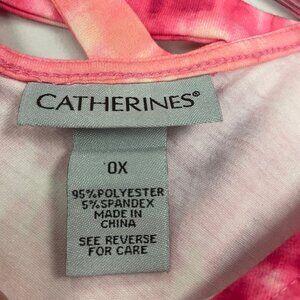 CATHERINES®
0X
95%POLYESTER
5%SPANDEX
MADE IN
CHINA
SEE REVERSE
FOR CARE